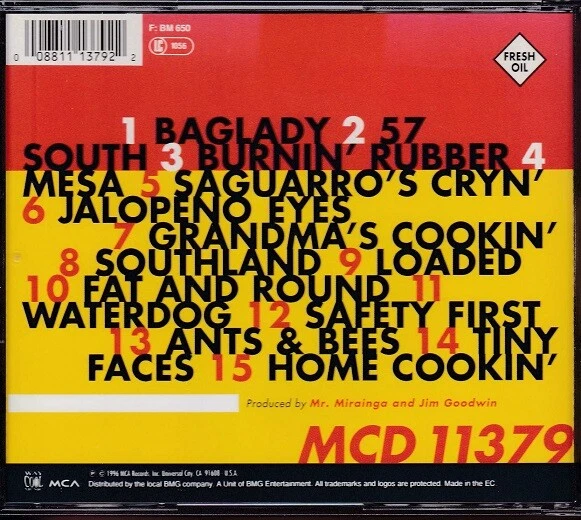 F: BM 650
LC 1056
0 08811 13792 2
FRESH
OIL
1 BAGLADY 2 57
SOUTH 3 BURNIN' RUBBER 4
MESA 5 SAGUARRO'S CRYN'
6 JALOPENO EYES
7 GRANDMA'S COOKIN'
8 SOUTHLAND 9 LOADED
10 FAT AND ROUND 11
WATERDOG 12 SAFETY FIRST
13 ANTS & BEES 14 TINY
FACES 15 HOME COOKIN'
Produced by Mr. Mirainga and Jim Goodwin
MCD 11379
MCA
℗ © 1996 MCA Records. Inc. Universal City. CA 91608 - U.S.A.
Distributed by the local BMG company. A Unit of BMG Entertainment. All trademarks and logos are protected. Made in the EC